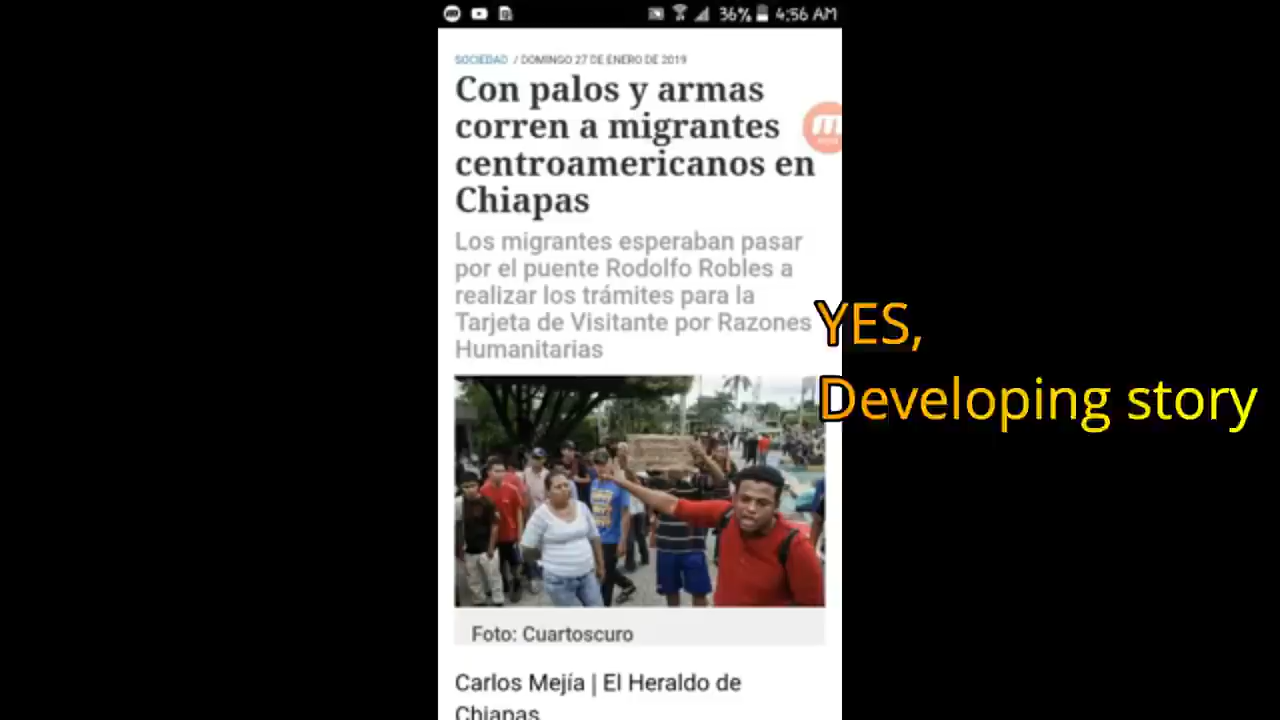 36% 4:56 AM
SOCIEDAD / DOMINGO 27 DE ENERO DE 2019
Con palos y armas
corren a migrantes
centroamericanos en
Chiapas
Los migrantes esperaban pasar
por el puente Rodolfo Robles a
realizar los trámites para la
Tarjeta de Visitante por Razones
Humanitarias
YES,
Developing story
Foto: Cuartoscuro
Carlos Mejía | El Heraldo de
Chiapas